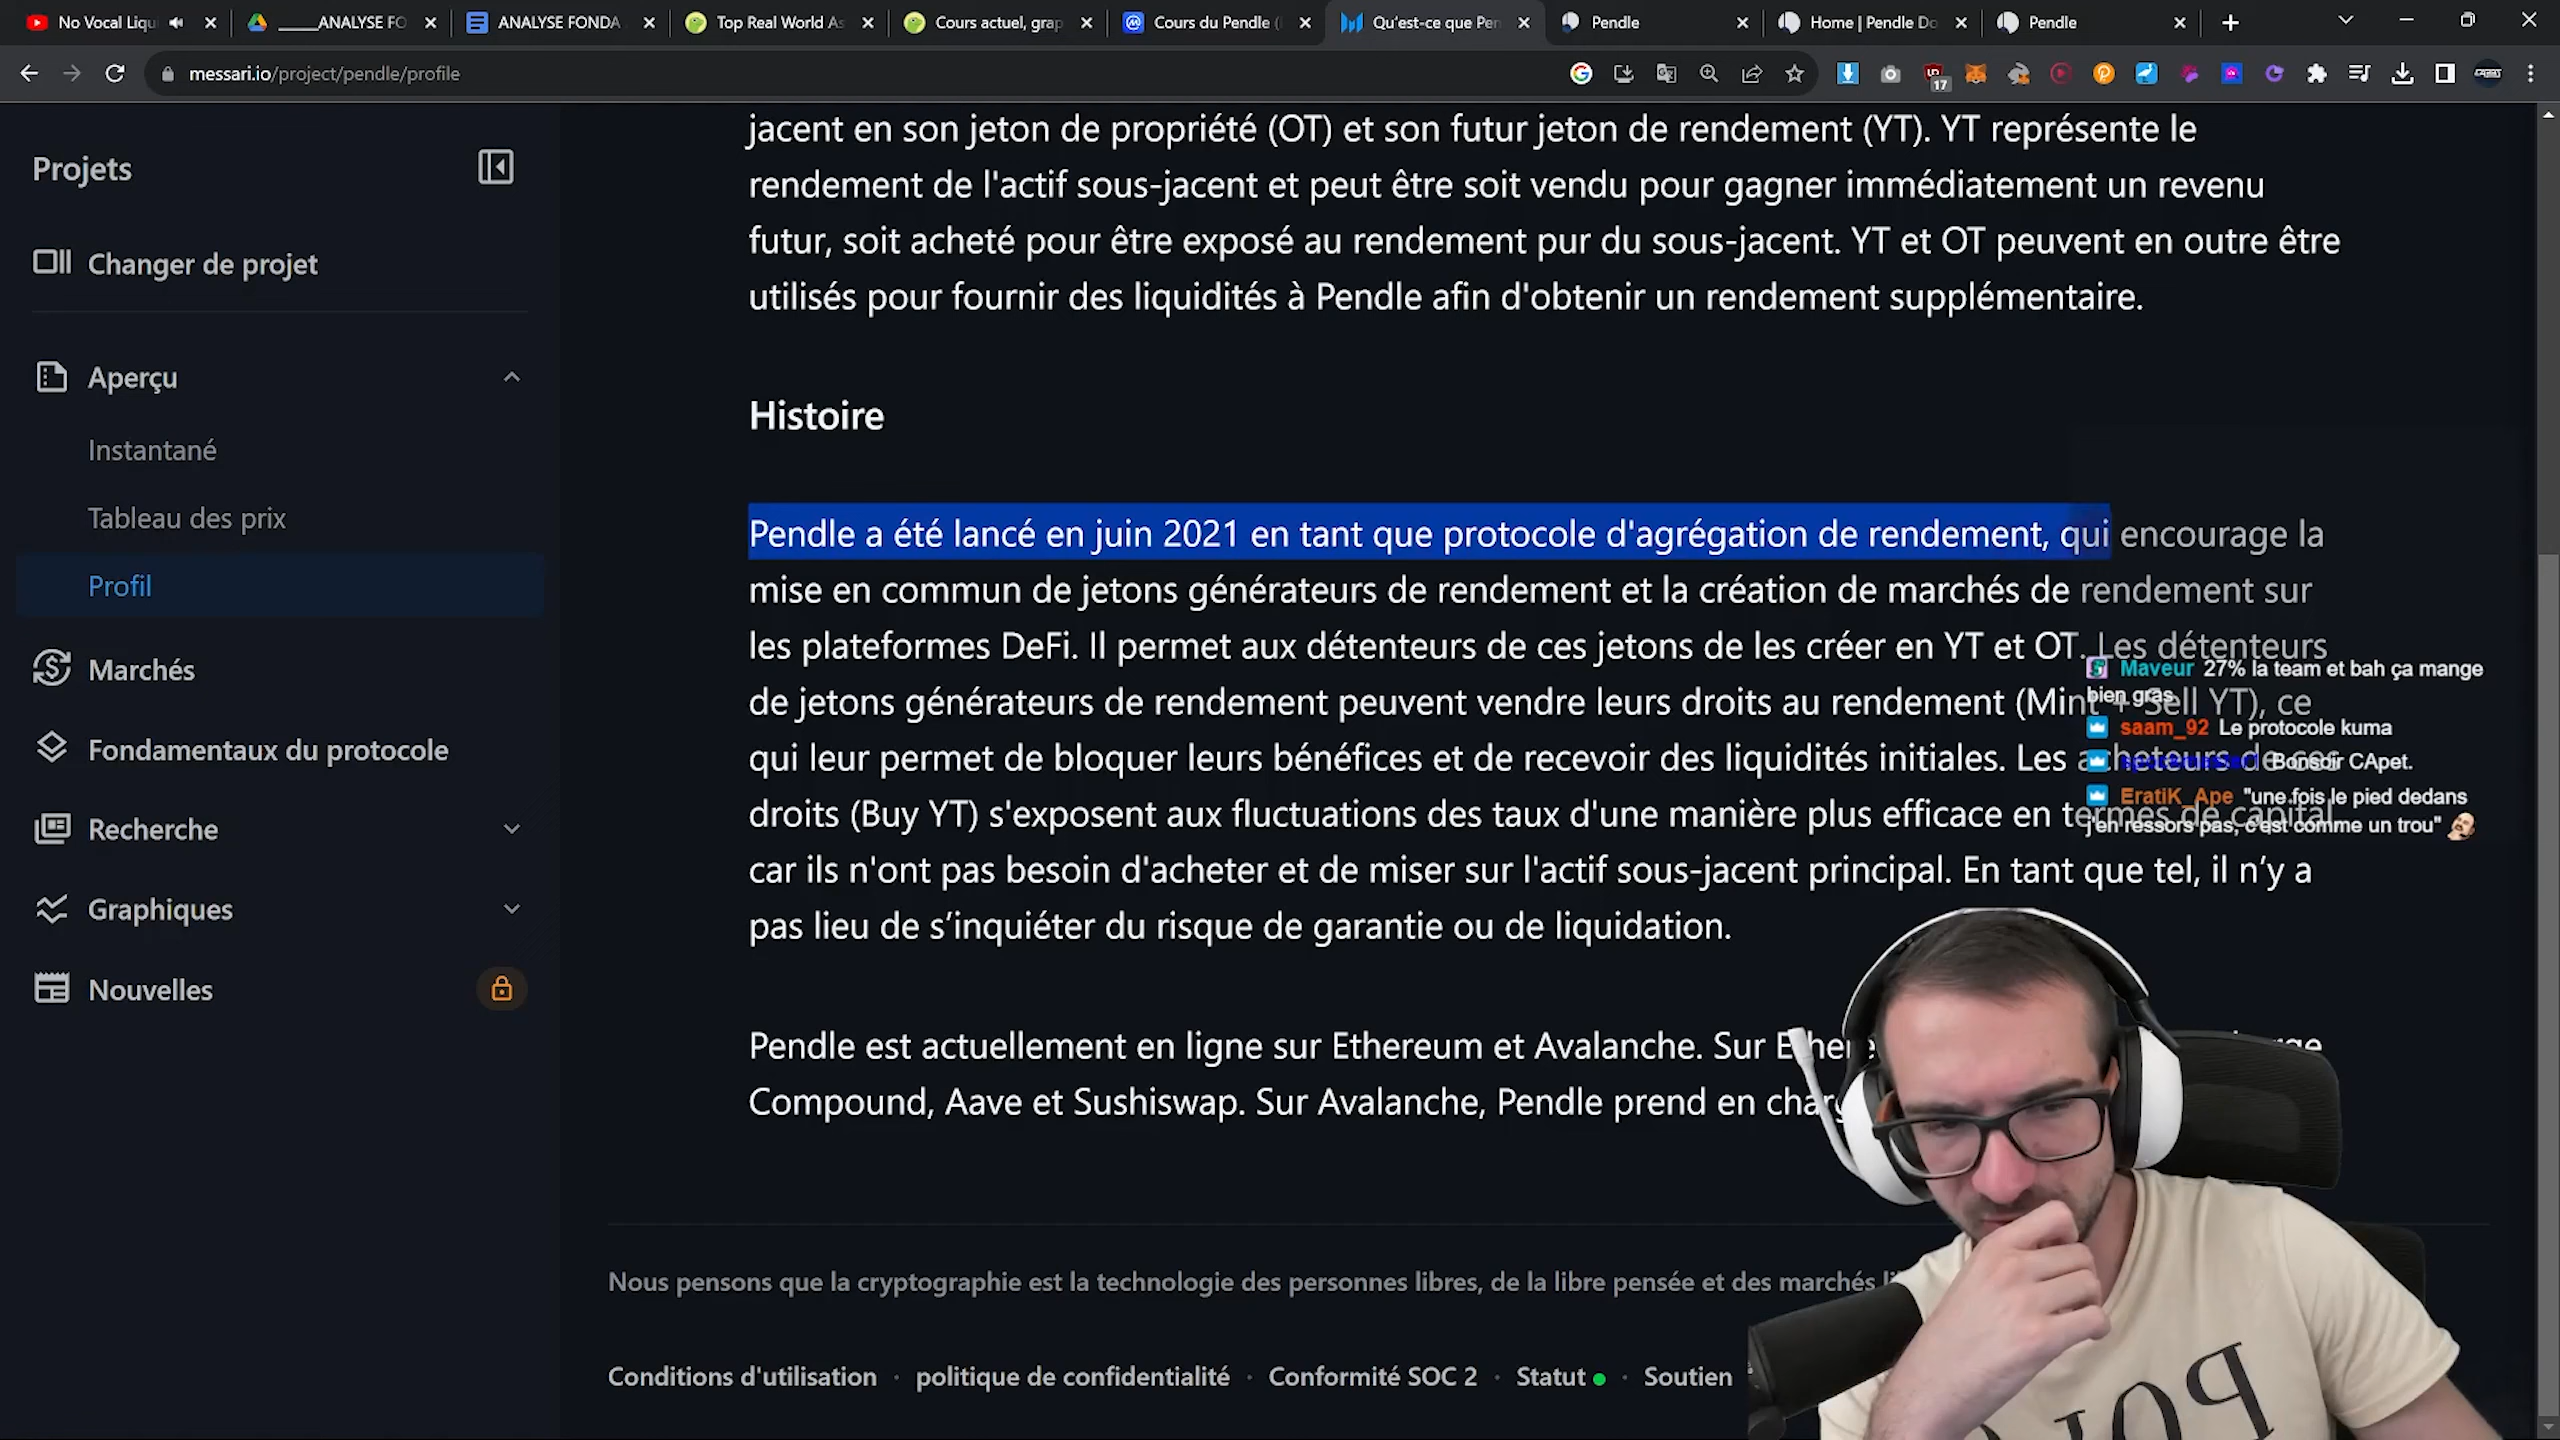 No Vocal Liqu
_____ANALYSE FO
ANALYSE FONDA
Top Real World As
Cours actuel, grap
Cours du Pendle (
Qu'est-ce que Pen
Pendle
Home | Pendle Do
Pendle
messari.io/project/pendle/profile
17
Projets
Changer de projet
Aperçu
Instantané
Tableau des prix
Profil
Marchés
Fondamentaux du protocole
Recherche
Graphiques
Nouvelles
jacent en son jeton de propriété (OT) et son futur jeton de rendement (YT). YT représente le
rendement de l'actif sous-jacent et peut être soit vendu pour gagner immédiatement un revenu
futur, soit acheté pour être exposé au rendement pur du sous-jacent. YT et OT peuvent en outre être
utilisés pour fournir des liquidités à Pendle afin d'obtenir un rendement supplémentaire.
Histoire
Pendle a été lancé en juin 2021 en tant que protocole d'agrégation de rendement, qui encourage la
mise en commun de jetons générateurs de rendement et la création de marchés de rendement sur
les plateformes DeFi. Il permet aux détenteurs de ces jetons de les créer en YT et OT. Les détenteurs
de jetons générateurs de rendement peuvent vendre leurs droits au rendement (Mint + Sell YT), ce
qui leur permet de bloquer leurs bénéfices et de recevoir des liquidités initiales. Les acheteurs de ces
droits (Buy YT) s'exposent aux fluctuations des taux d'une manière plus efficace en termes de capital
car ils n'ont pas besoin d'acheter et de miser sur l'actif sous-jacent principal. En tant que tel, il n'y a
pas lieu de s'inquiéter du risque de garantie ou de liquidation.
Pendle est actuellement en ligne sur Ethereum et Avalanche. Sur
Compound, Aave et Sushiswap. Sur Avalanche, Pendle prend en
Maveur 27% la team et bah ça mange
bien gras
saam_92 Le protocole kuma
Bonsoir CApet.
EratiK_Ape "une fois le pied dedans
j'en ressors pas, c'est comme un trou"
Nous pensons que la cryptographie est la technologie des personnes libres, de la libre pensée et des marchés
Conditions d'utilisation · politique de confidentialité · Conformité SOC 2 · Statut · Soutien